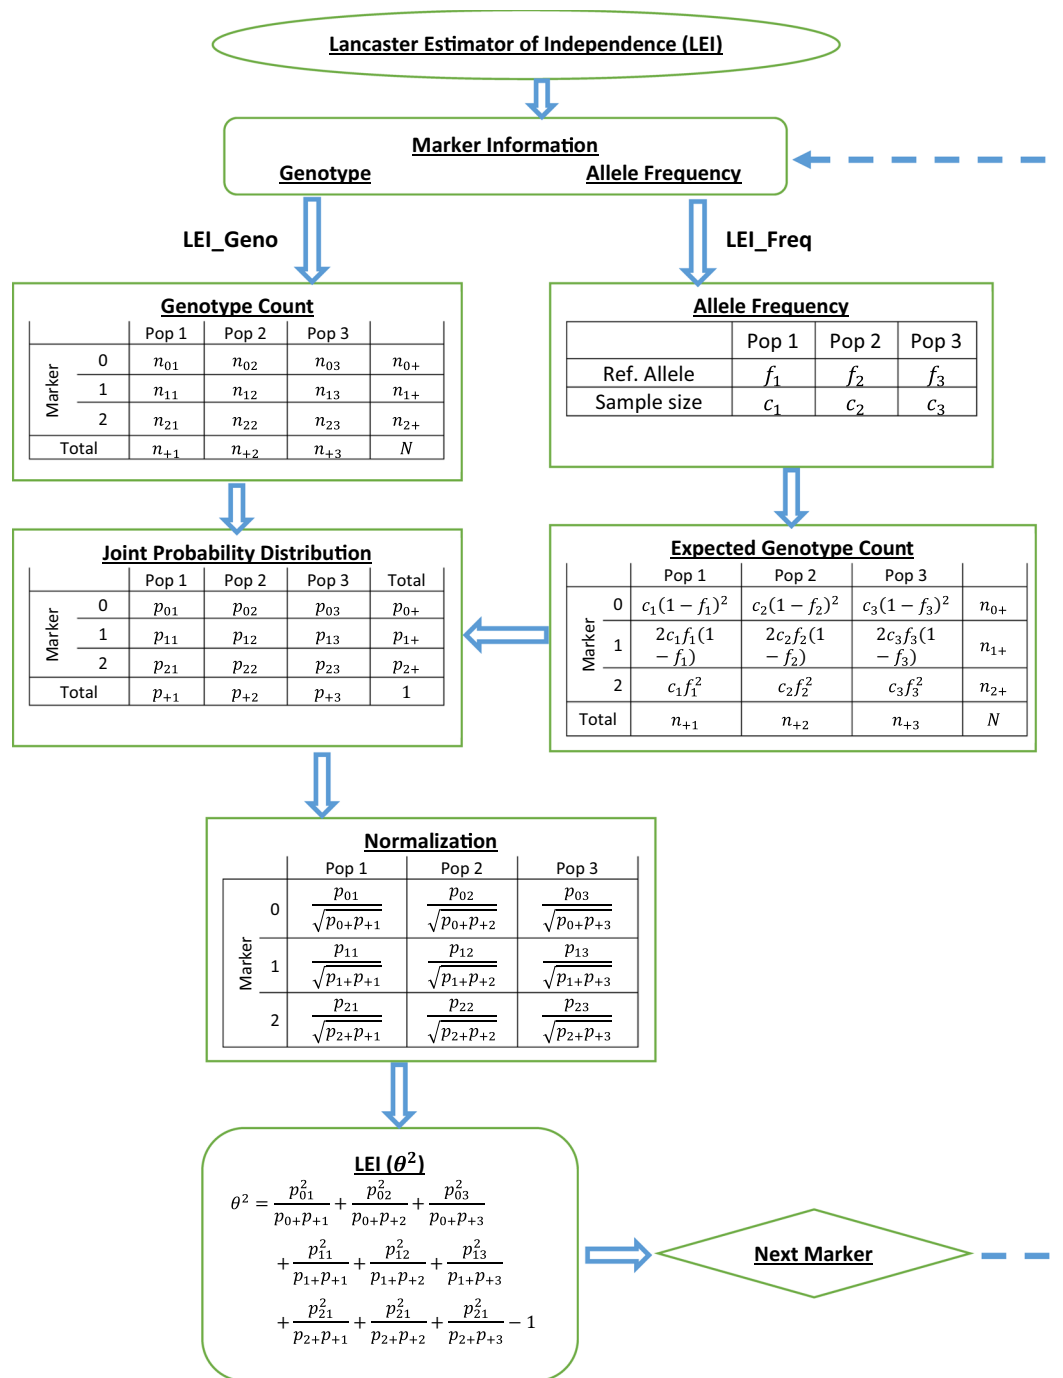 Lancaster Estimator of Independence (LEI)
Marker Information
Genotype Allele Frequency
LEI_Geno
LEI_Freq
Genotype Count
Pop 1 Pop 2 Pop 3
Marker
0 n₀₁ n₀₂ n₀₃ n₀₊
1 n₁₁ n₁₂ n₁₃ n₁₊
2 n₂₁ n₂₂ n₂₃ n₂₊
Total n₊₁ n₊₂ n₊₃ N
Allele Frequency
Pop 1 Pop 2 Pop 3
Ref. Allele f₁ f₂ f₃
Sample size c₁ c₂ c₃
Joint Probability Distribution
Pop 1 Pop 2 Pop 3 Total
Marker
0 p₀₁ p₀₂ p₀₃ p₀₊
1 p₁₁ p₁₂ p₁₃ p₁₊
2 p₂₁ p₂₂ p₂₃ p₂₊
Total p₊₁ p₊₂ p₊₃ 1
Expected Genotype Count
Pop 1 Pop 2 Pop 3
Marker
0 c₁(1 − f₁)² c₂(1 − f₂)² c₃(1 − f₃)² n₀₊
1 2c₁f₁(1 − f₁) 2c₂f₂(1 − f₂) 2c₃f₃(1 − f₃) n₁₊
2 c₁f₁² c₂f₂² c₃f₃² n₂₊
Total n₊₁ n₊₂ n₊₃ N
Normalization
Pop 1 Pop 2 Pop 3
Marker
0 p₀₁/√(p₀₊p₊₁) p₀₂/√(p₀₊p₊₂) p₀₃/√(p₀₊p₊₃)
1 p₁₁/√(p₁₊p₊₁) p₁₂/√(p₁₊p₊₂) p₁₃/√(p₁₊p₊₃)
2 p₂₁/√(p₂₊p₊₁) p₂₂/√(p₂₊p₊₂) p₂₃/√(p₂₊p₊₃)
LEI (θ²)
θ² = p₀₁²/(p₀₊p₊₁) + p₀₂²/(p₀₊p₊₂) + p₀₃²/(p₀₊p₊₃)
+ p₁₁²/(p₁₊p₊₁) + p₁₂²/(p₁₊p₊₂) + p₁₃²/(p₁₊p₊₃)
+ p₂₁²/(p₂₊p₊₁) + p₂₁²/(p₂₊p₊₂) + p₂₁²/(p₂₊p₊₃) − 1
Next Marker